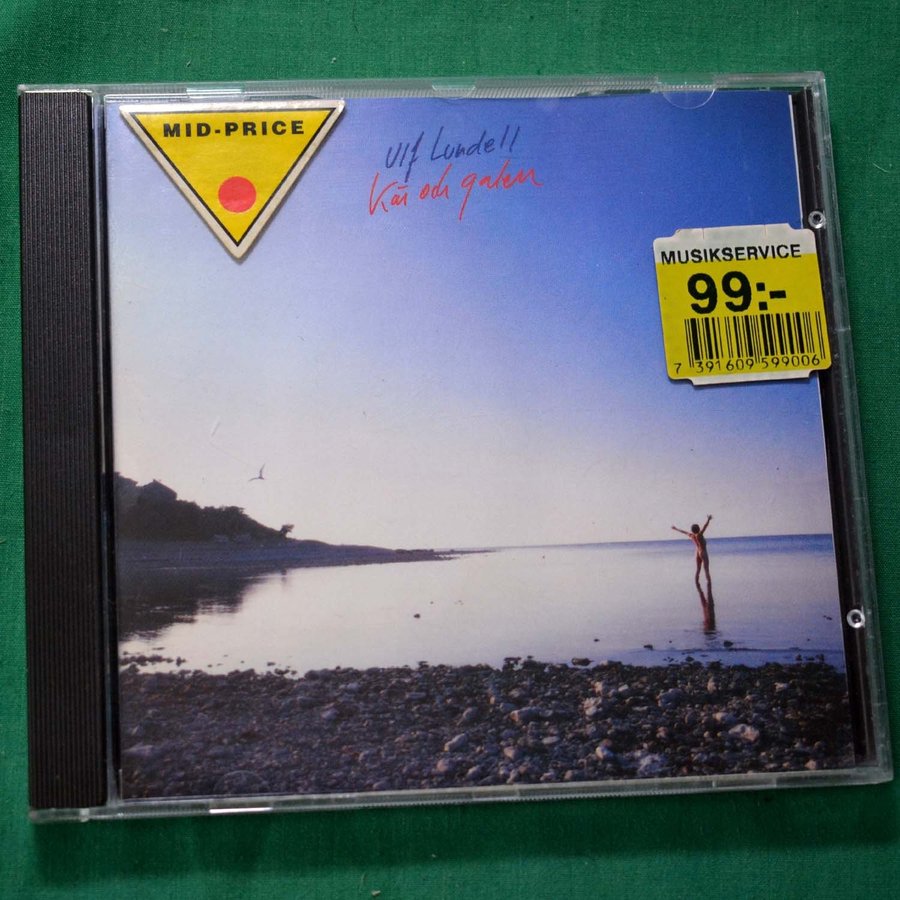 MID-PRICE
Ulf Lundell
Kär och galen
MUSIKSERVICE
99:-
7 391609 599006